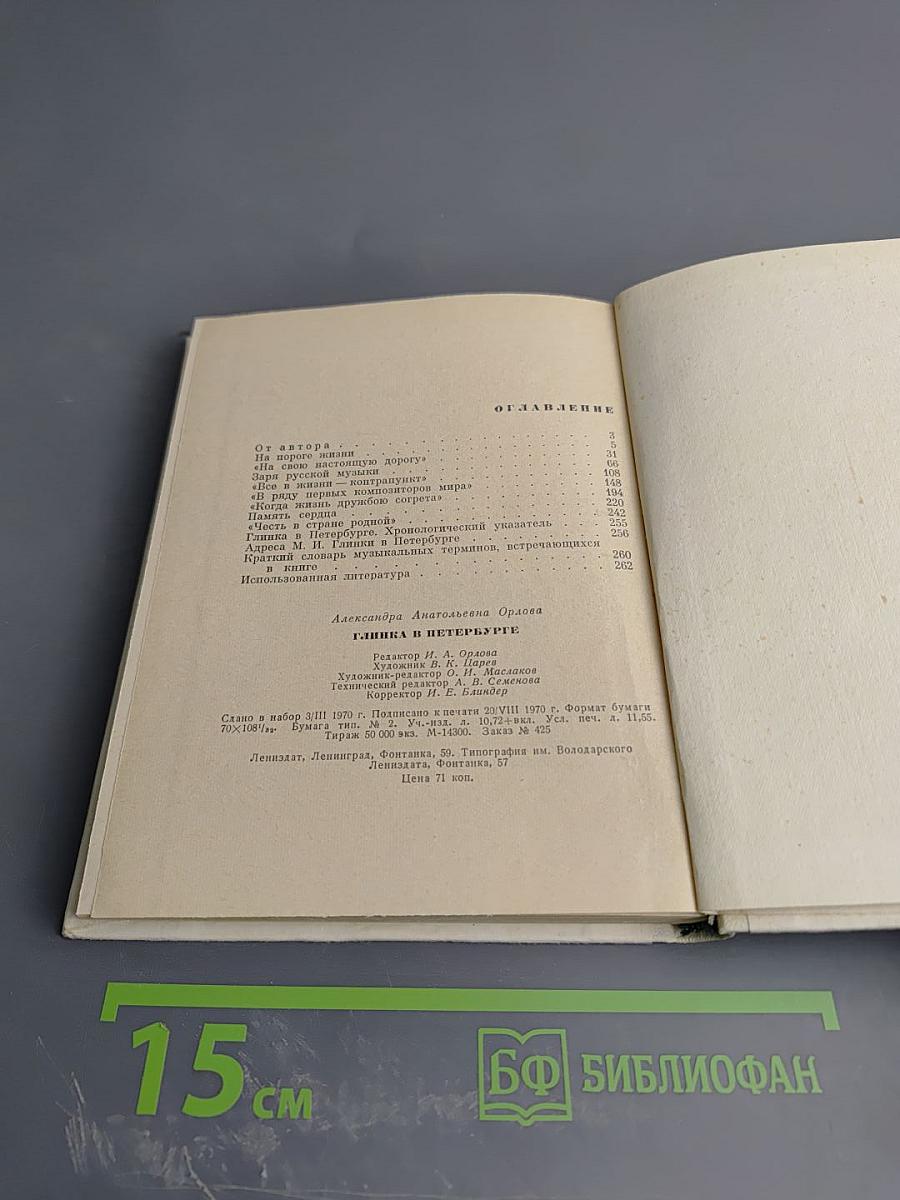 ОГЛАВЛЕНИЕ
От автора . . . . . . . . . . . . . . . . 3
На пороге жизни . . . . . . . . . . . . . . . . 5
«На свою настоящую дорогу» . . . . . . . . . . . . 31
Заря русской музыки . . . . . . . . . . . . . . 66
«Все в жизни — контрапункт» . . . . . . . . . . . . 108
«В ряду первых композиторов мира» . . . . . . . . . . 148
«Когда жизнь дружбою согрета» . . . . . . . . . . . 194
Память сердца . . . . . . . . . . . . . . . . 220
«Честь в стране родной» . . . . . . . . . . . . . 242
Глинка в Петербурге. Хронологический указатель . . . . 255
Адреса М. И. Глинки в Петербурге . . . . . . . . . . 256
Краткий словарь музыкальных терминов, встречающихся
в книге . . . . . . . . . . . . . . . . . . 260
Использованная литература . . . . . . . . . . . . . 262
Александра Анатольевна Орлова
ГЛИНКА В ПЕТЕРБУРГЕ
Редактор И. А. Орлова
Художник В. К. Царев
Художник-редактор О. И. Маслаков
Технический редактор А. В. Семенова
Корректор И. Е. Блиндер
Сдано в набор 3/III 1970 г. Подписано к печати 20/VIII 1970 г. Формат бумаги
70×108¹/₃₂. Бумага тип. № 2. Уч.-изд. л. 10,72+вкл. Усл. печ. л. 11,55.
Тираж 50 000 экз. М-14300. Заказ № 425
Лениздат, Ленинград, Фонтанка, 59. Типография им. Володарского
Лениздата, Фонтанка, 57
Цена 71 коп.
15 см
БФ БИБЛИОФАН